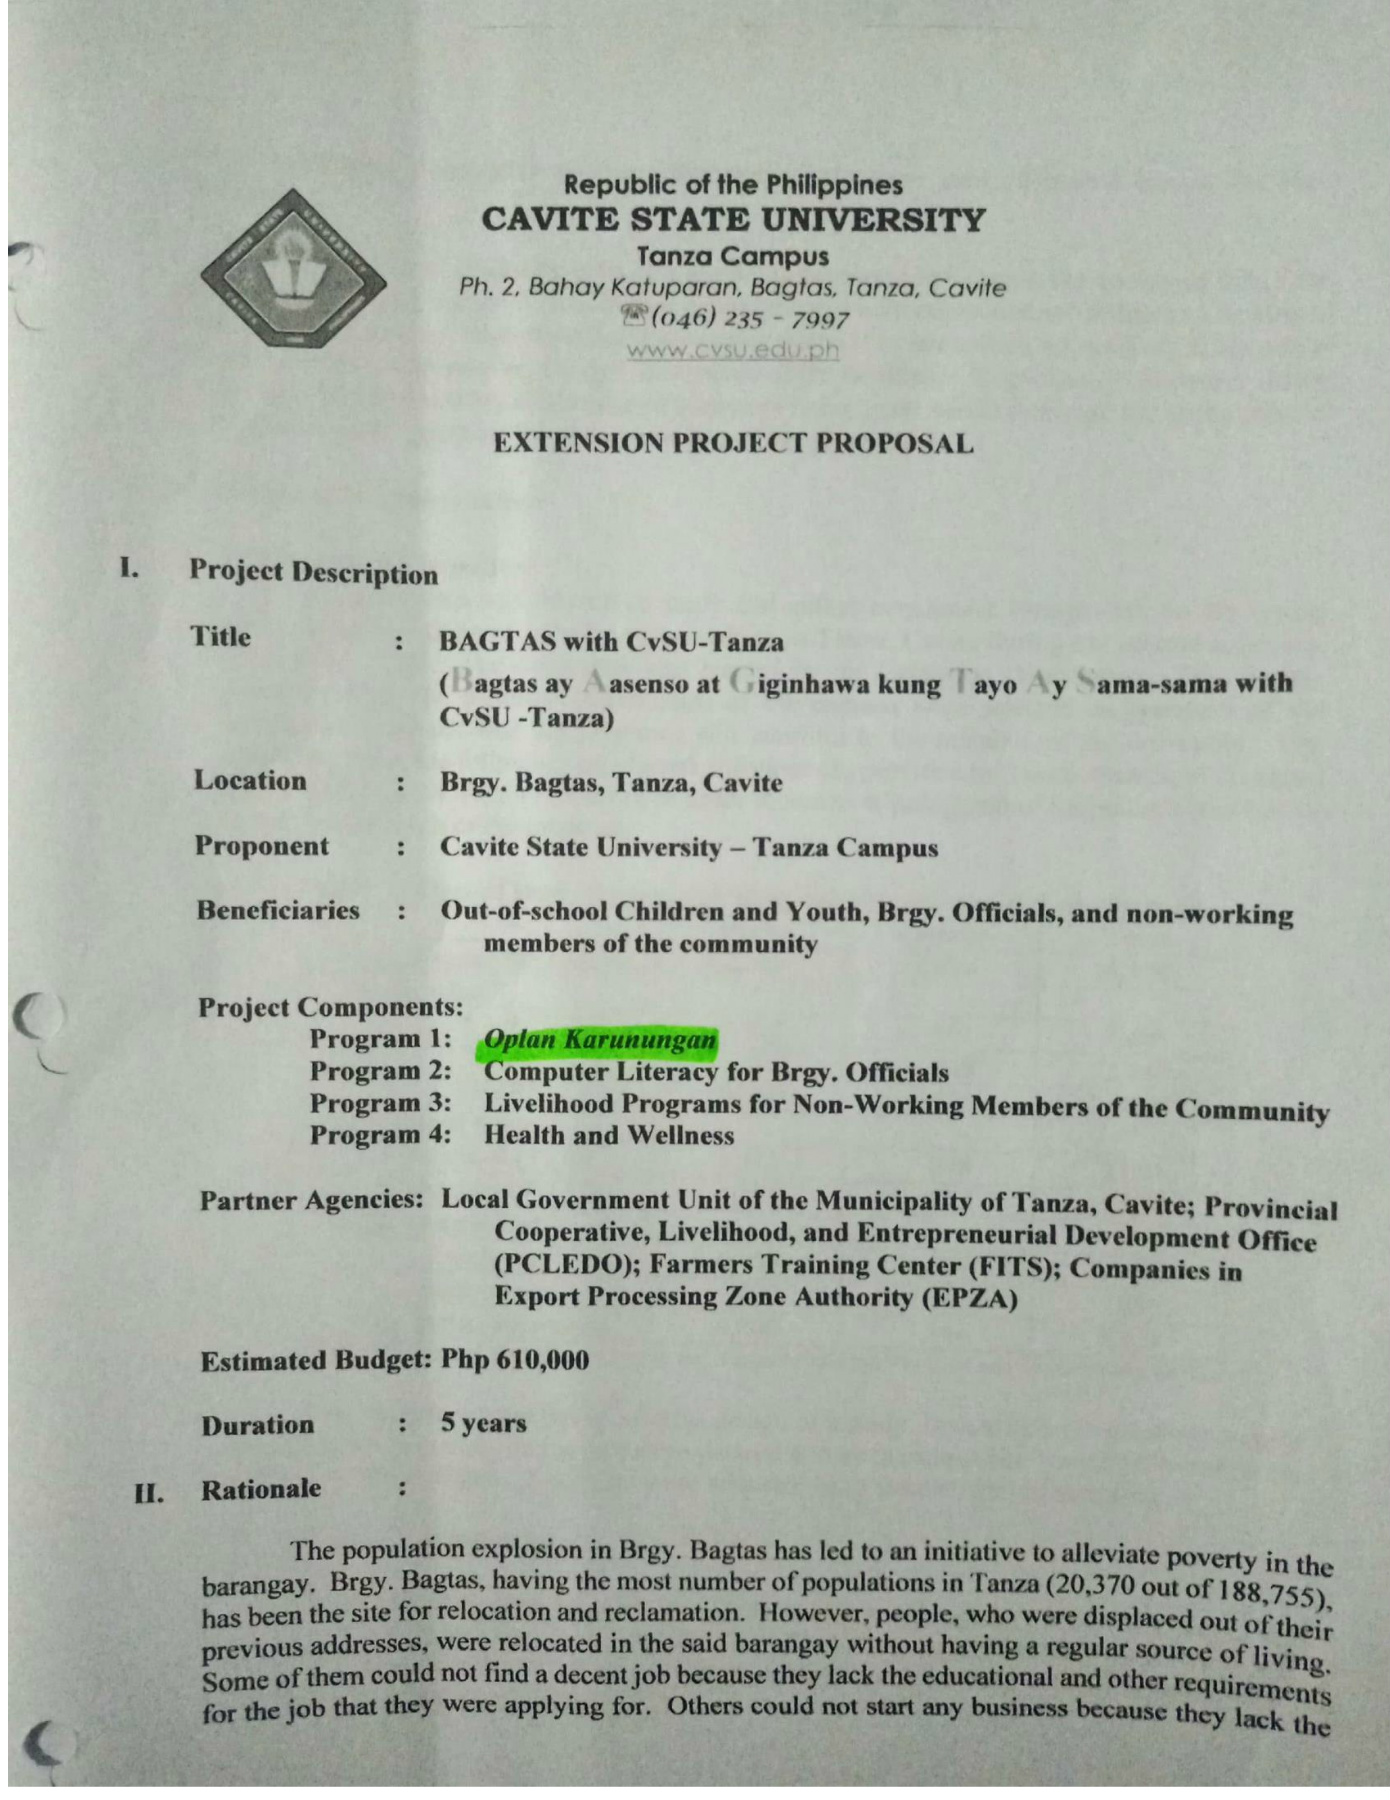 Republic of the Philippines
CAVITE STATE UNIVERSITY
Tanza Campus
Ph. 2, Bahay Katuparan, Bagtas, Tanza, Cavite
☏(046) 235 - 7997
www.cvsu.edu.ph
EXTENSION PROJECT PROPOSAL
I. Project Description
Title : BAGTAS with CvSU-Tanza
(Bagtas ay Aasenso at Giginhawa kung Tayo Ay Sama-sama with
CvSU -Tanza)
Location : Brgy. Bagtas, Tanza, Cavite
Proponent : Cavite State University – Tanza Campus
Beneficiaries : Out-of-school Children and Youth, Brgy. Officials, and non-working
members of the community
Project Components:
Program 1: Oplan Karunungan
Program 2: Computer Literacy for Brgy. Officials
Program 3: Livelihood Programs for Non-Working Members of the Community
Program 4: Health and Wellness
Partner Agencies: Local Government Unit of the Municipality of Tanza, Cavite; Provincial
Cooperative, Livelihood, and Entrepreneurial Development Office
(PCLEDO); Farmers Training Center (FITS); Companies in
Export Processing Zone Authority (EPZA)
Estimated Budget: Php 610,000
Duration : 5 years
II. Rationale :
The population explosion in Brgy. Bagtas has led to an initiative to alleviate poverty in the
barangay. Brgy. Bagtas, having the most number of populations in Tanza (20,370 out of 188,755),
has been the site for relocation and reclamation. However, people, who were displaced out of their
previous addresses, were relocated in the said barangay without having a regular source of living.
Some of them could not find a decent job because they lack the educational and other requirements
for the job that they were applying for. Others could not start any business because they lack the